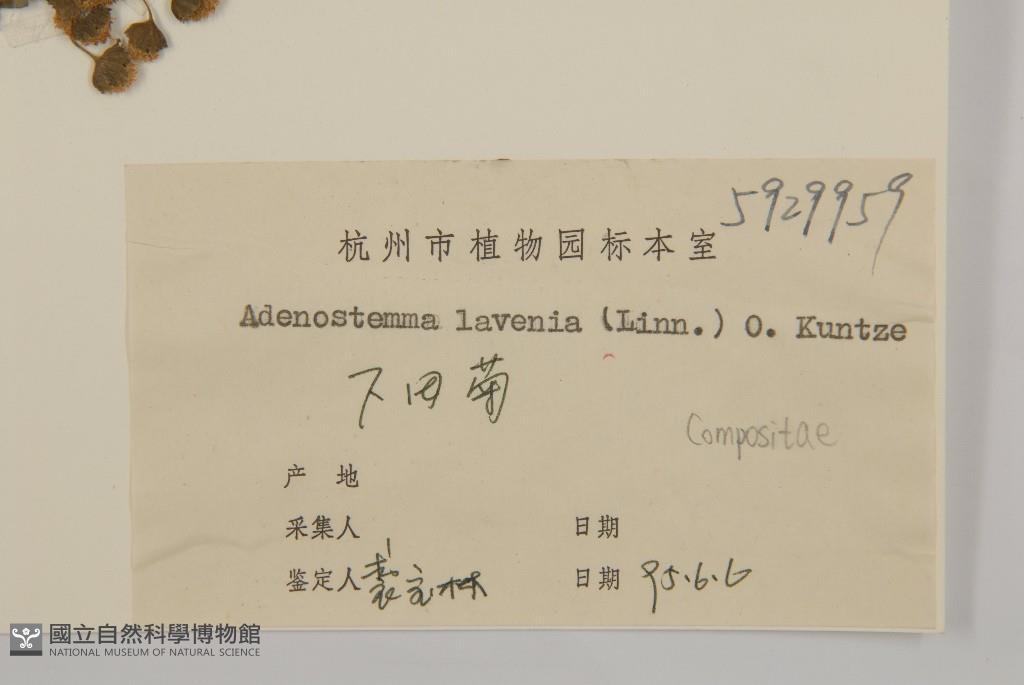 5929959
杭州市植物园标本室
Adenostemma lavenia (Linn.) O. Kuntze
下田菊
Compositae
产 地
采集人 日期
鉴定人 日期 95.6.6
國立自然科學博物館
NATIONAL MUSEUM OF NATURAL SCIENCE